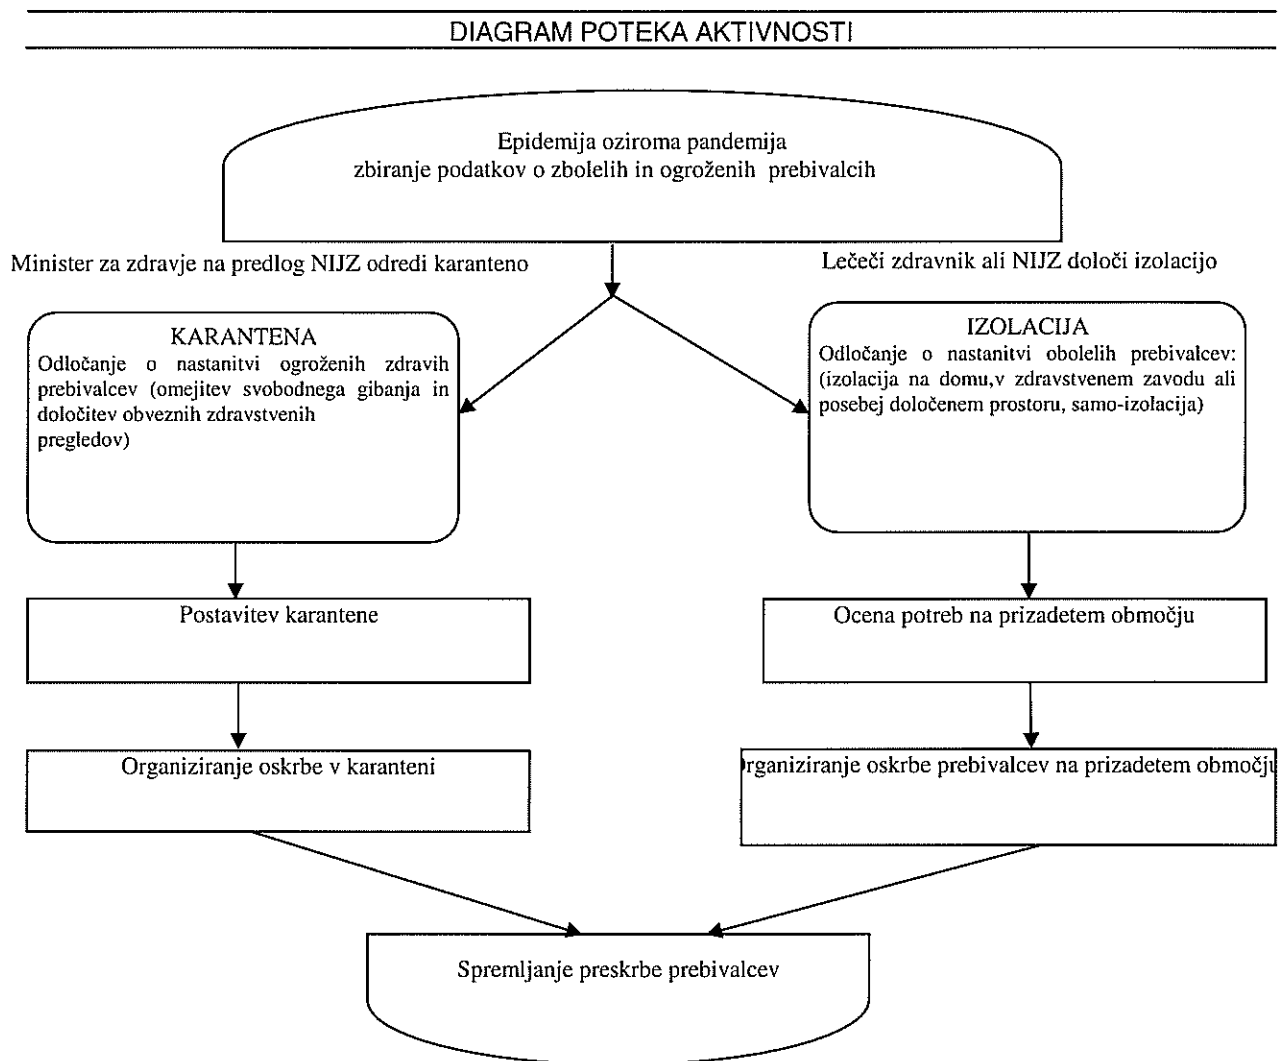 DIAGRAM POTEKA AKTIVNOSTI
Epidemija oziroma pandemija
zbiranje podatkov o zbolelih in ogroženih prebivalcih
Minister za zdravje na predlog NIJZ odredi karanteno
Lečeči zdravnik ali NIJZ določi izolacijo
KARANTENA
Odločanje o nastanitvi ogroženih zdravih
prebivalcev (omejitev svobodnega gibanja in
določitev obveznih zdravstvenih
pregledov)
IZOLACIJA
Odločanje o nastanitvi obolelih prebivalcev:
(izolacija na domu,v zdravstvenem zavodu ali
posebej določenem prostoru, samo-izolacija)
Postavitev karantene
Ocena potreb na prizadetem območju
Organiziranje oskrbe v karanteni
rganiziranje oskrbe prebivalcev na prizadetem območju
Spremljanje preskrbe prebivalcev